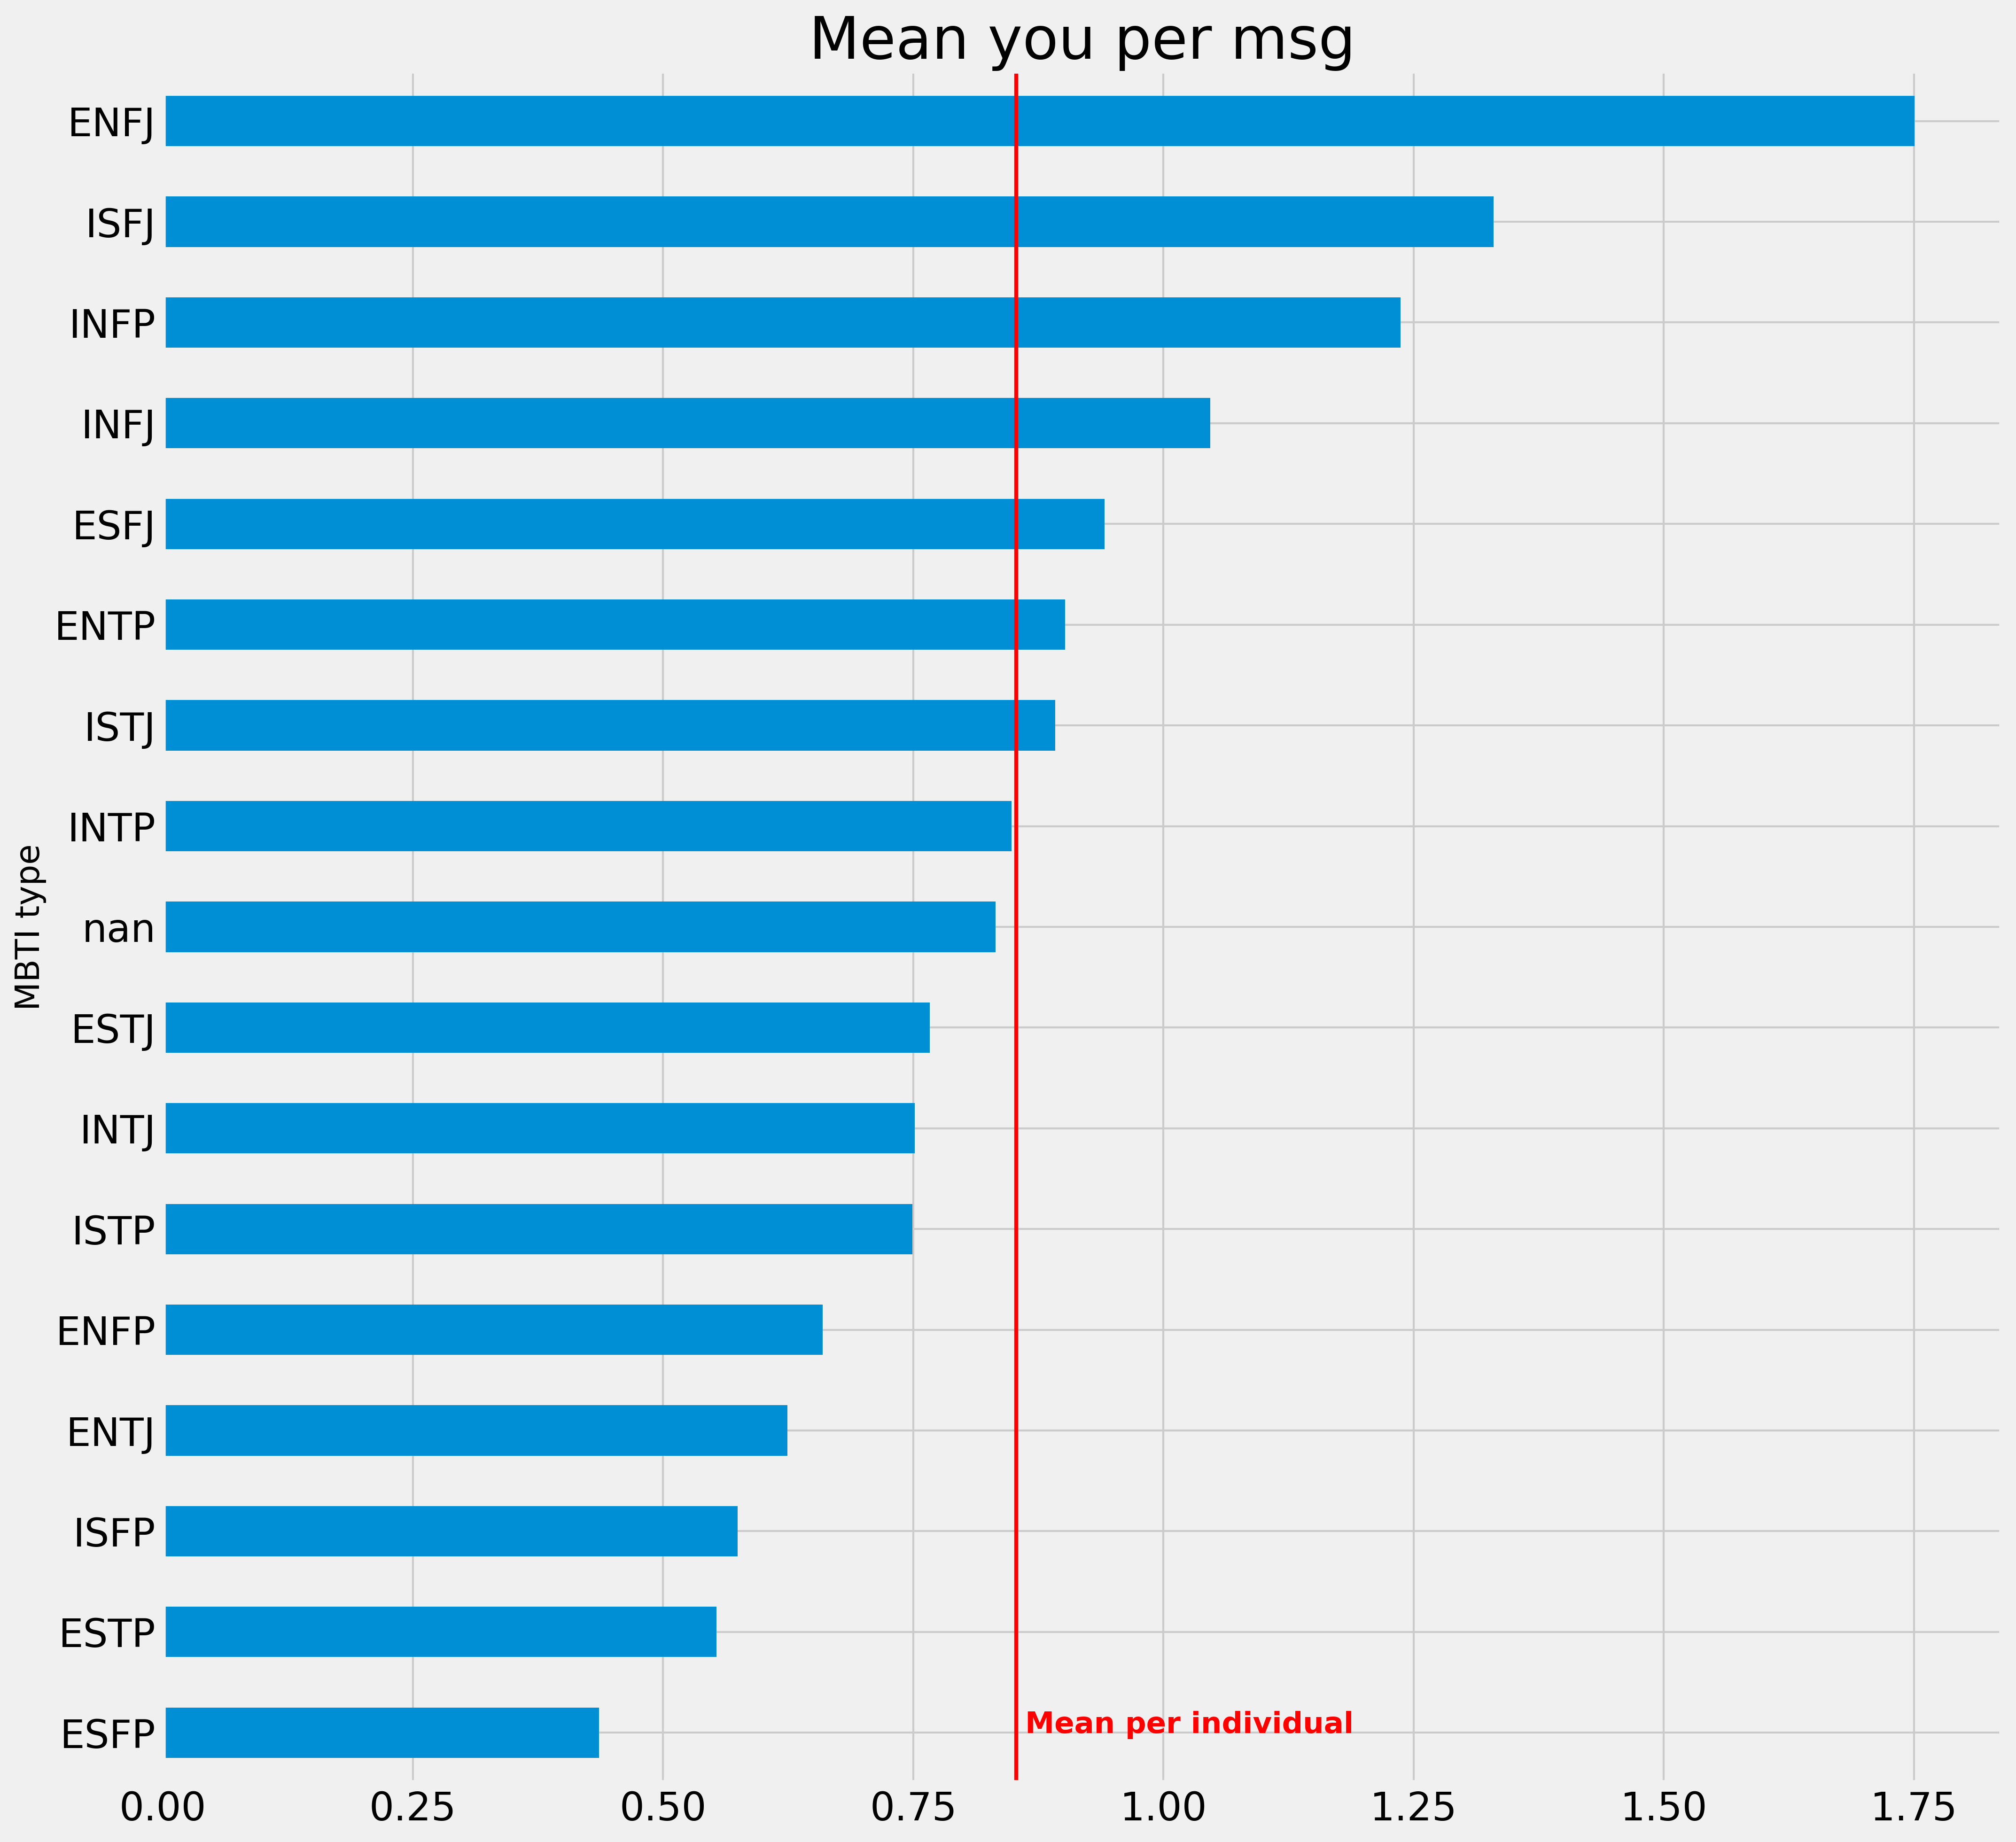 Mean you per msg
ENFJ
ISFJ
INFP
INFJ
ESFJ
ENTP
ISTJ
INTP
nan
ESTJ
INTJ
ISTP
ENFP
ENTJ
ISFP
ESTP
ESFP
MBTI type
Mean per individual
0.00 0.25 0.50 0.75 1.00 1.25 1.50 1.75